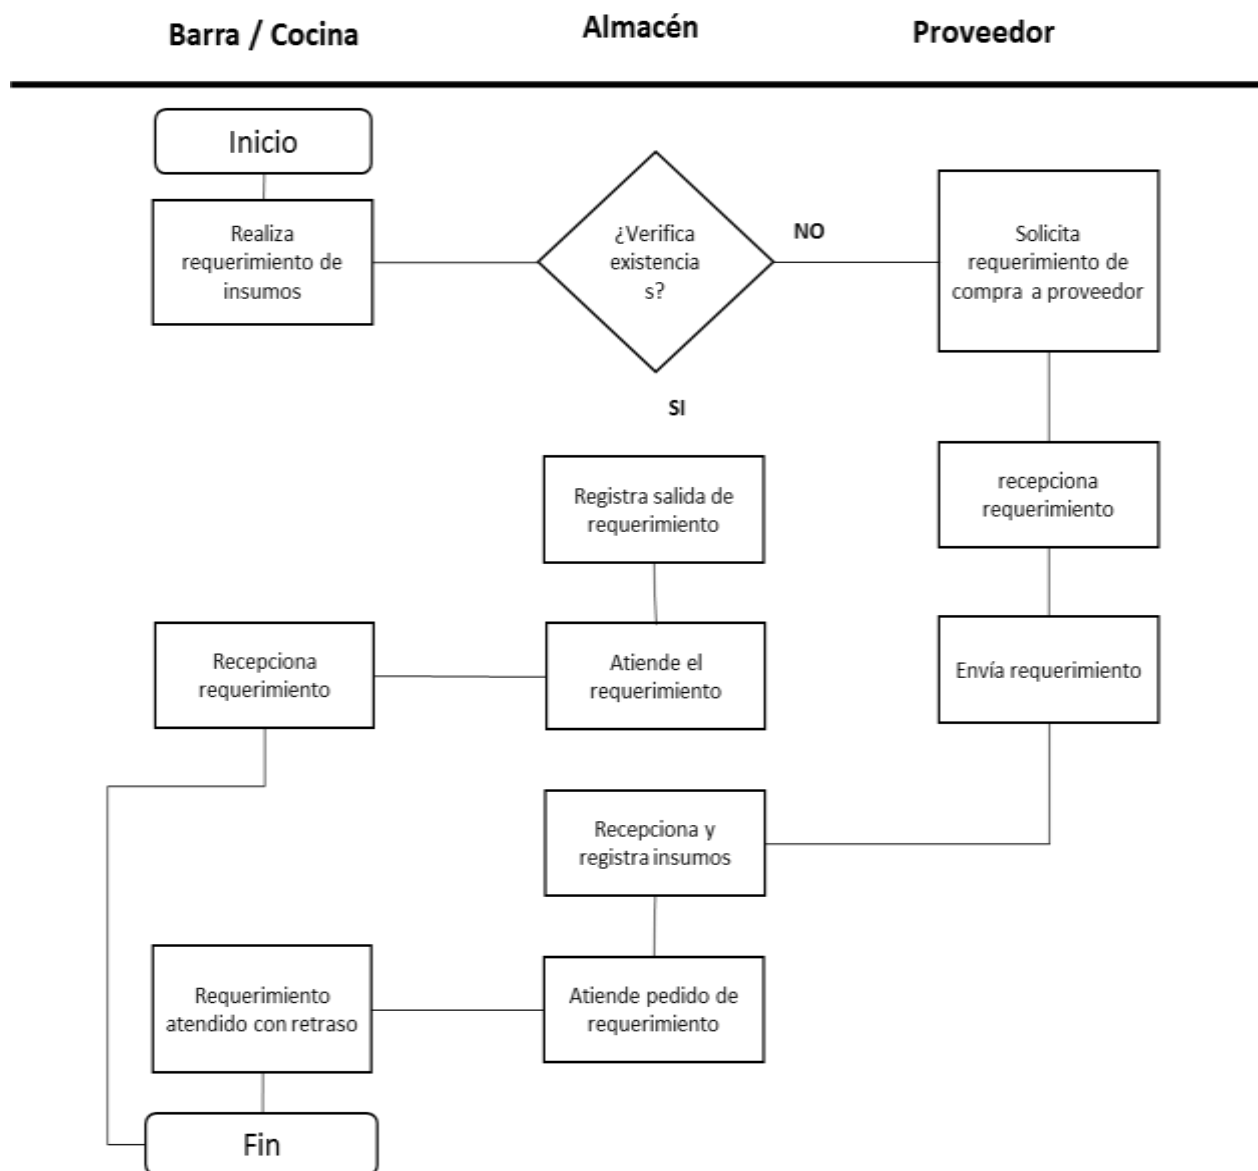 Barra / Cocina
Almacén
Proveedor
Inicio
Realiza
requerimiento de
insumos
¿Verifica
existencia
s?
NO
Solicita
requerimiento de
compra a proveedor
SI
Registra salida de
requerimiento
recepciona
requerimiento
Recepciona
requerimiento
Atiende el
requerimiento
Envía requerimiento
Recepciona y
registra insumos
Requerimiento
atendido con retraso
Atiende pedido de
requerimiento
Fin